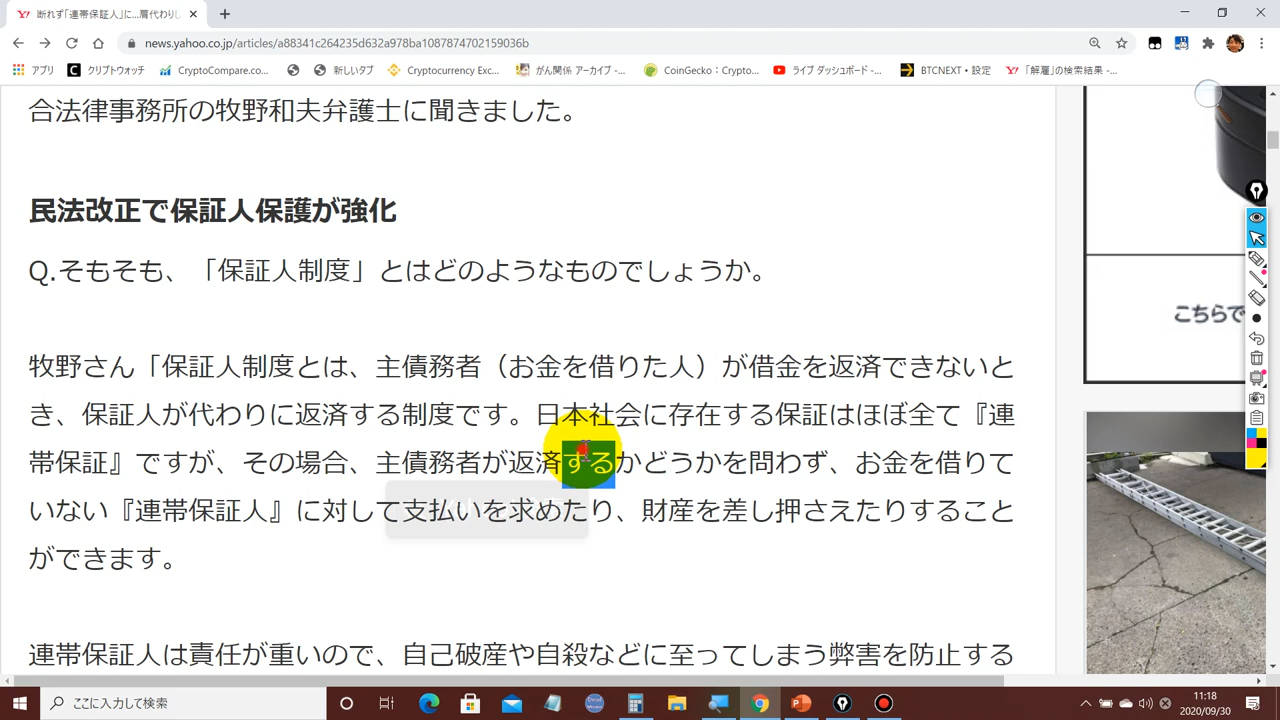 断れず「連帯保証人」に...肩代わりし
news.yahoo.co.jp/articles/a88341c264235d632a978ba1087874702159036b
アプリ
クリプトウォッチ
CryptoCompare.co...
新しいタブ
Cryptocurrency Exc...
がん関係 アーカイブ -...
CoinGecko：Crypto...
ライブ ダッシュボード -...
BTCNEXT・設定
「解雇」の検索結果 -...
合法律事務所の牧野和夫弁護士に聞きました。
民法改正で保証人保護が強化
Q.そもそも、「保証人制度」とはどのようなものでしょうか。
牧野さん「保証人制度とは、主債務者（お金を借りた人）が借金を返済できないと
き、保証人が代わりに返済する制度です。日本社会に存在する保証はほぼ全て『連
帯保証』ですが、その場合、主債務者が返済するかどうかを問わず、お金を借りて
いない『連帯保証人』に対して支払いを求めたり、財産を差し押さえたりすること
ができます。
連帯保証人は責任が重いので、自己破産や自殺などに至ってしまう弊害を防止する
こちらで
ここに入力して検索
11:18
2020/09/30